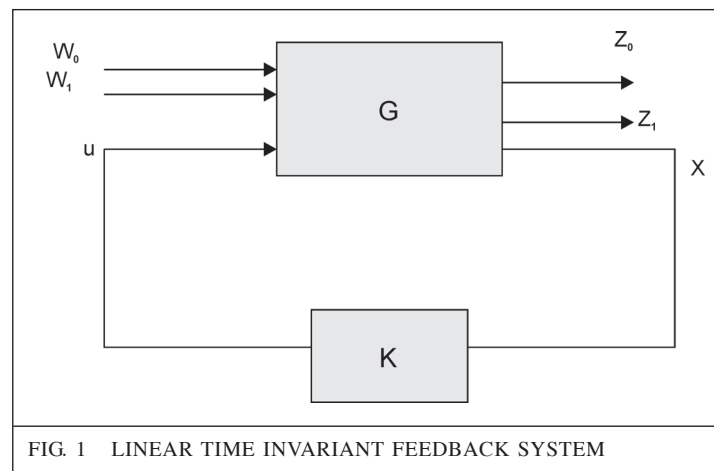 W₀
W₁
u
G
Z₀
Z₁
X
K
FIG. 1 LINEAR TIME INVARIANT FEEDBACK SYSTEM